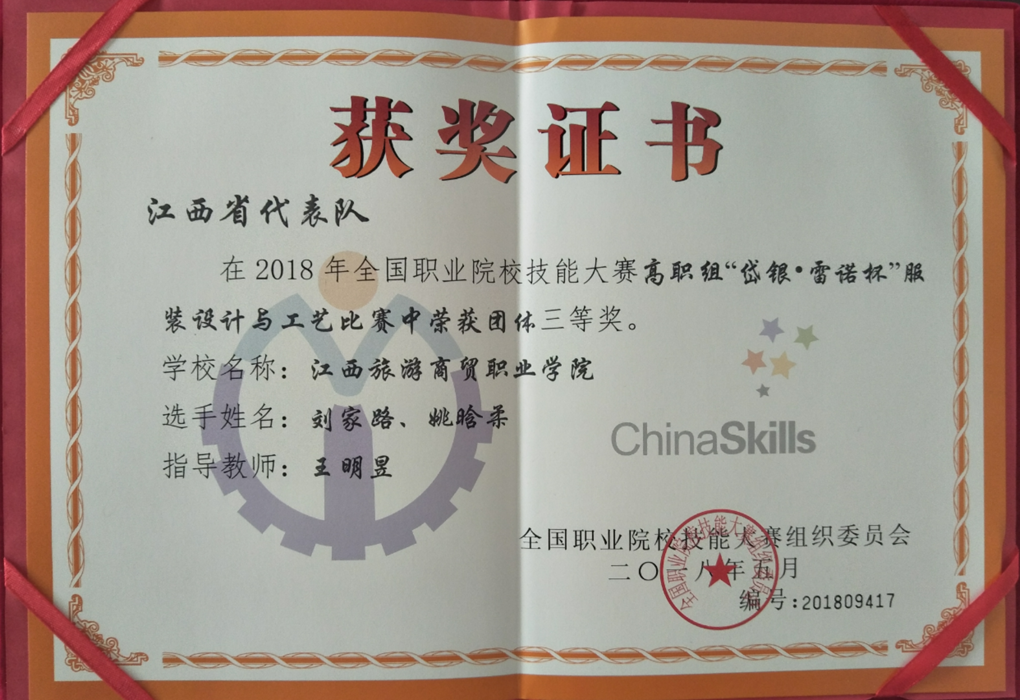 获奖证书
江西省代表队
在2018年全国职业院校技能大赛高职组“岱银•雷诺杯”服
装设计与工艺比赛中荣获团体三等奖。
学校名称：江西旅游商贸职业学院
选手姓名：刘家路、姚晗柔
指导教师：王明昱
ChinaSkills
全国职业院校技能大赛组织委员会
二〇一八年五月
编号:201809417